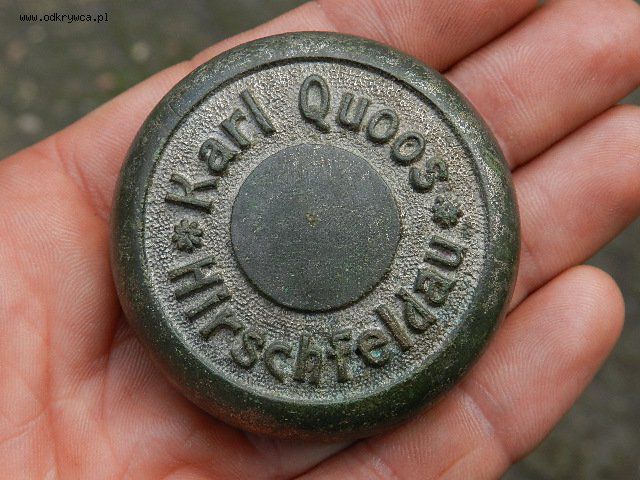 www.odkrywca.pl
Karl Quoos
* Hirschfeldau *